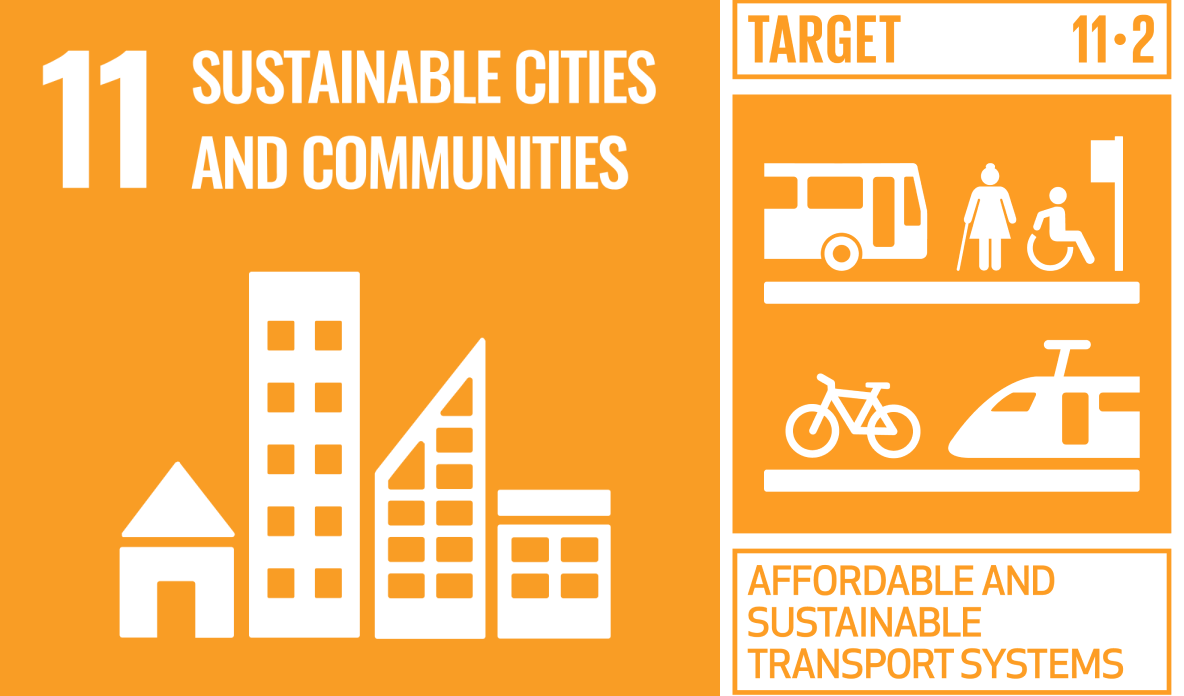 11
SUSTAINABLE CITIES
AND COMMUNITIES
TARGET 11•2
AFFORDABLE AND
SUSTAINABLE
TRANSPORT SYSTEMS